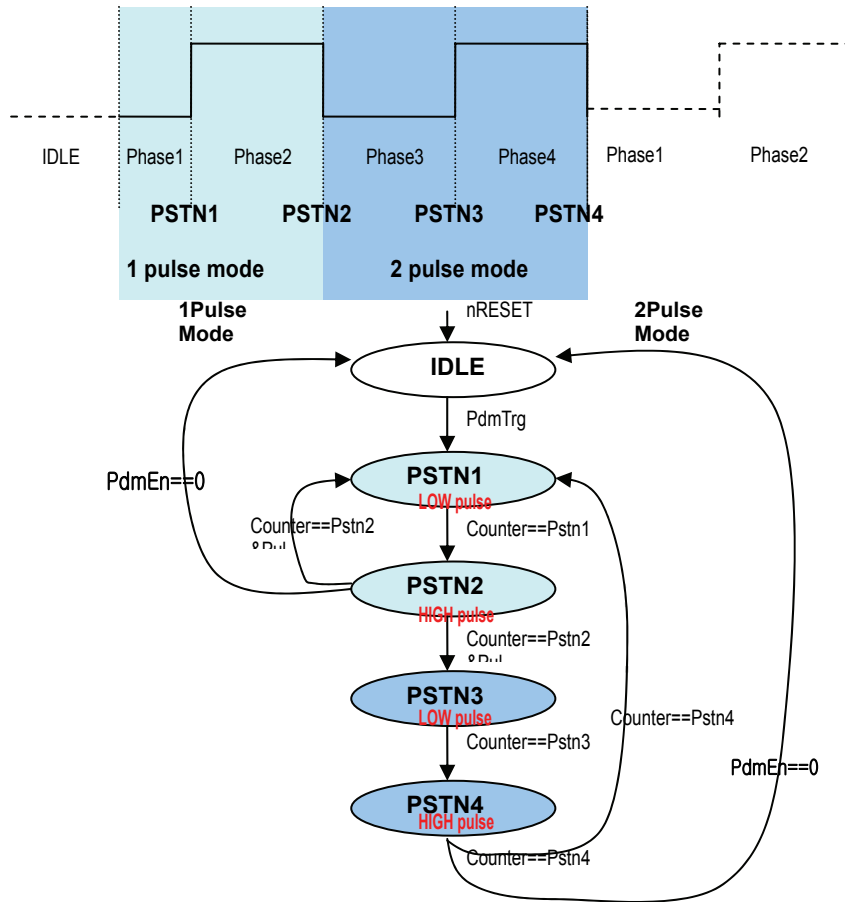 IDLE
Phase1
Phase2
Phase3
Phase4
Phase1
Phase2
PSTN1
PSTN2
PSTN3
PSTN4
1 pulse mode
2 pulse mode
1Pulse
Mode
nRESET
2Pulse
Mode
IDLE
PdmTrg
PSTN1
LOW pulse
PdmEn==0
Counter==Pstn2
Counter==Pstn1
PSTN2
HIGH pulse
Counter==Pstn2
PSTN3
LOW pulse
Counter==Pstn4
Counter==Pstn3
PdmEn==0
PSTN4
HIGH pulse
Counter==Pstn4